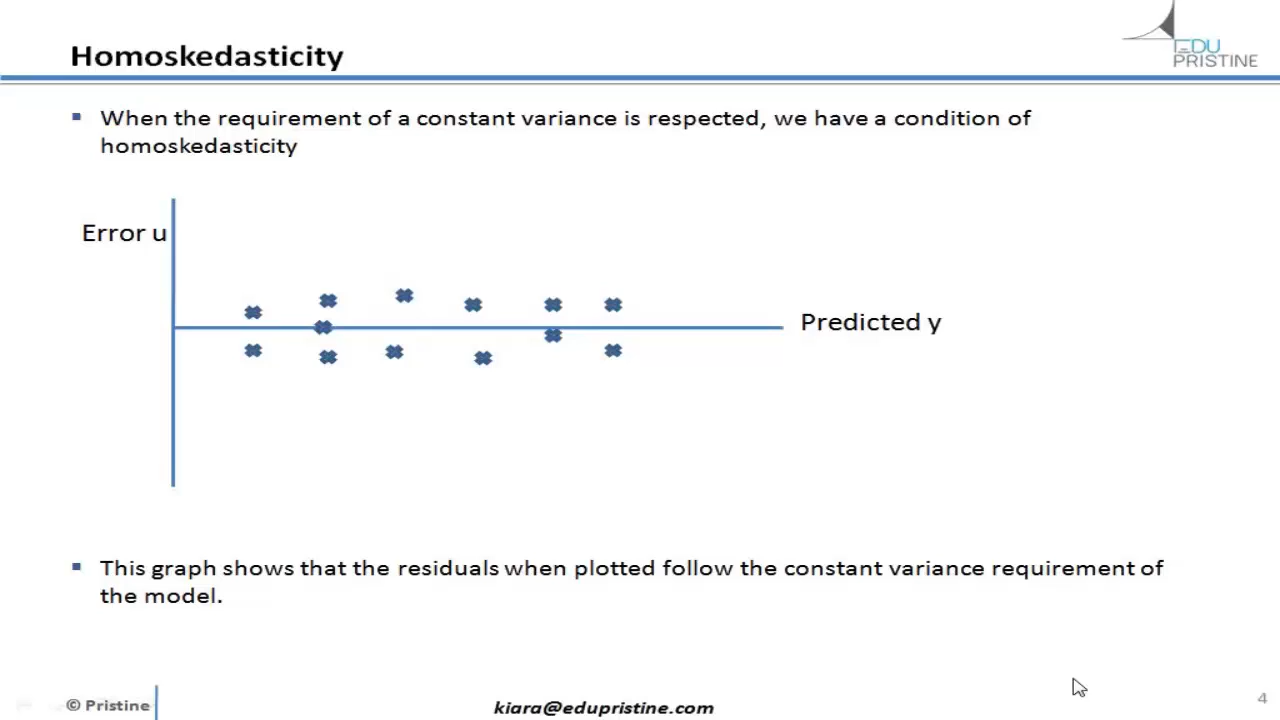 Homoskedasticity
EDU
PRISTINE
▪ When the requirement of a constant variance is respected, we have a condition of
homoskedasticity
Error u
Predicted y
▪ This graph shows that the residuals when plotted follow the constant variance requirement of
the model.
© Pristine
kiara@edupristine.com
4